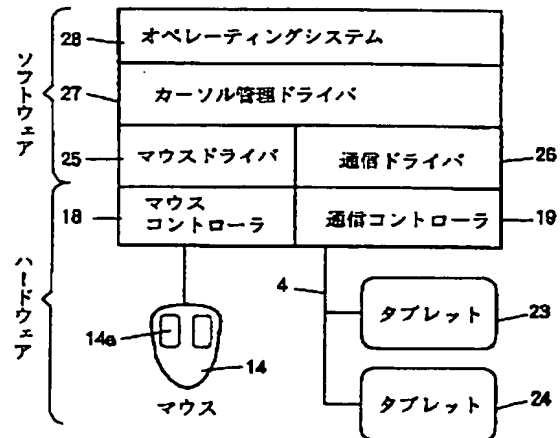 28
オペレーティングシステム
ソフトウェア
27
カーソル管理ドライバ
25
マウスドライバ
通信ドライバ
26
18
マウス
コントローラ
通信コントローラ
19
ハードウェア
4
タブレット
23
14a
14
マウス
タブレット
24